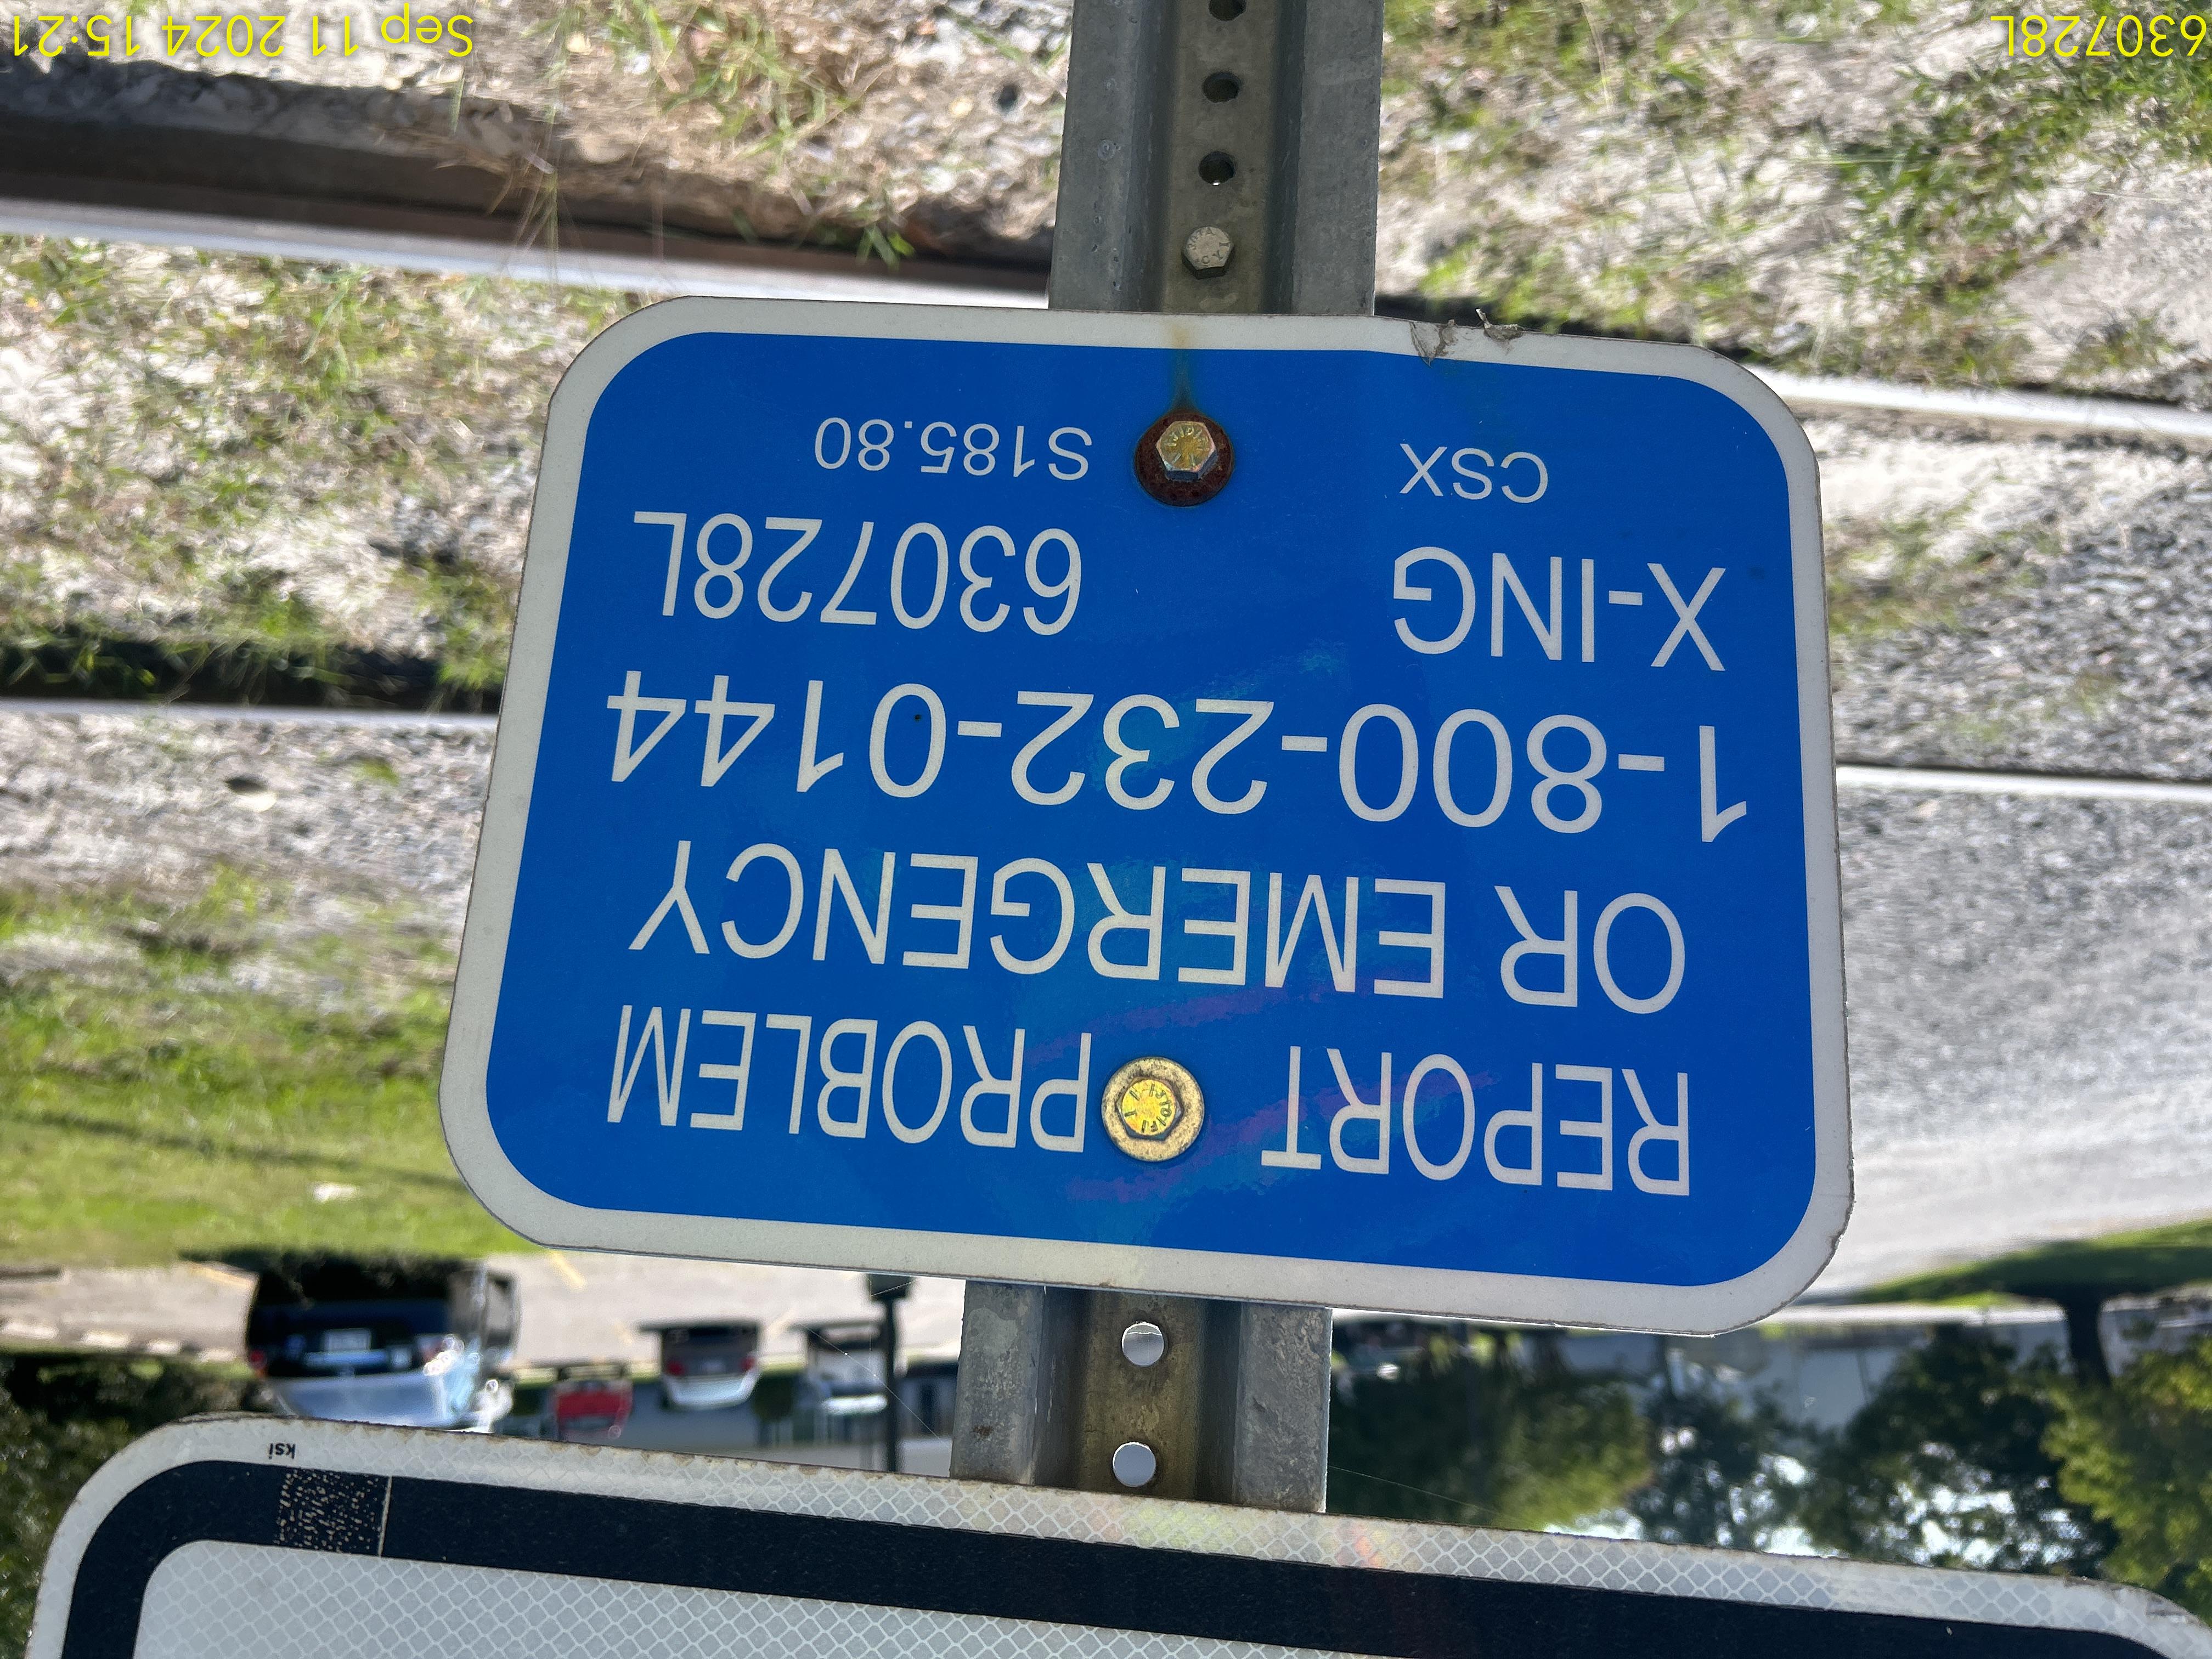 ksi
REPORT PROBLEM
OR EMERGENCY
1-800-232-0144
X-ING 630728L
CSX S185.80
630728L Sep 11 2024 15:21